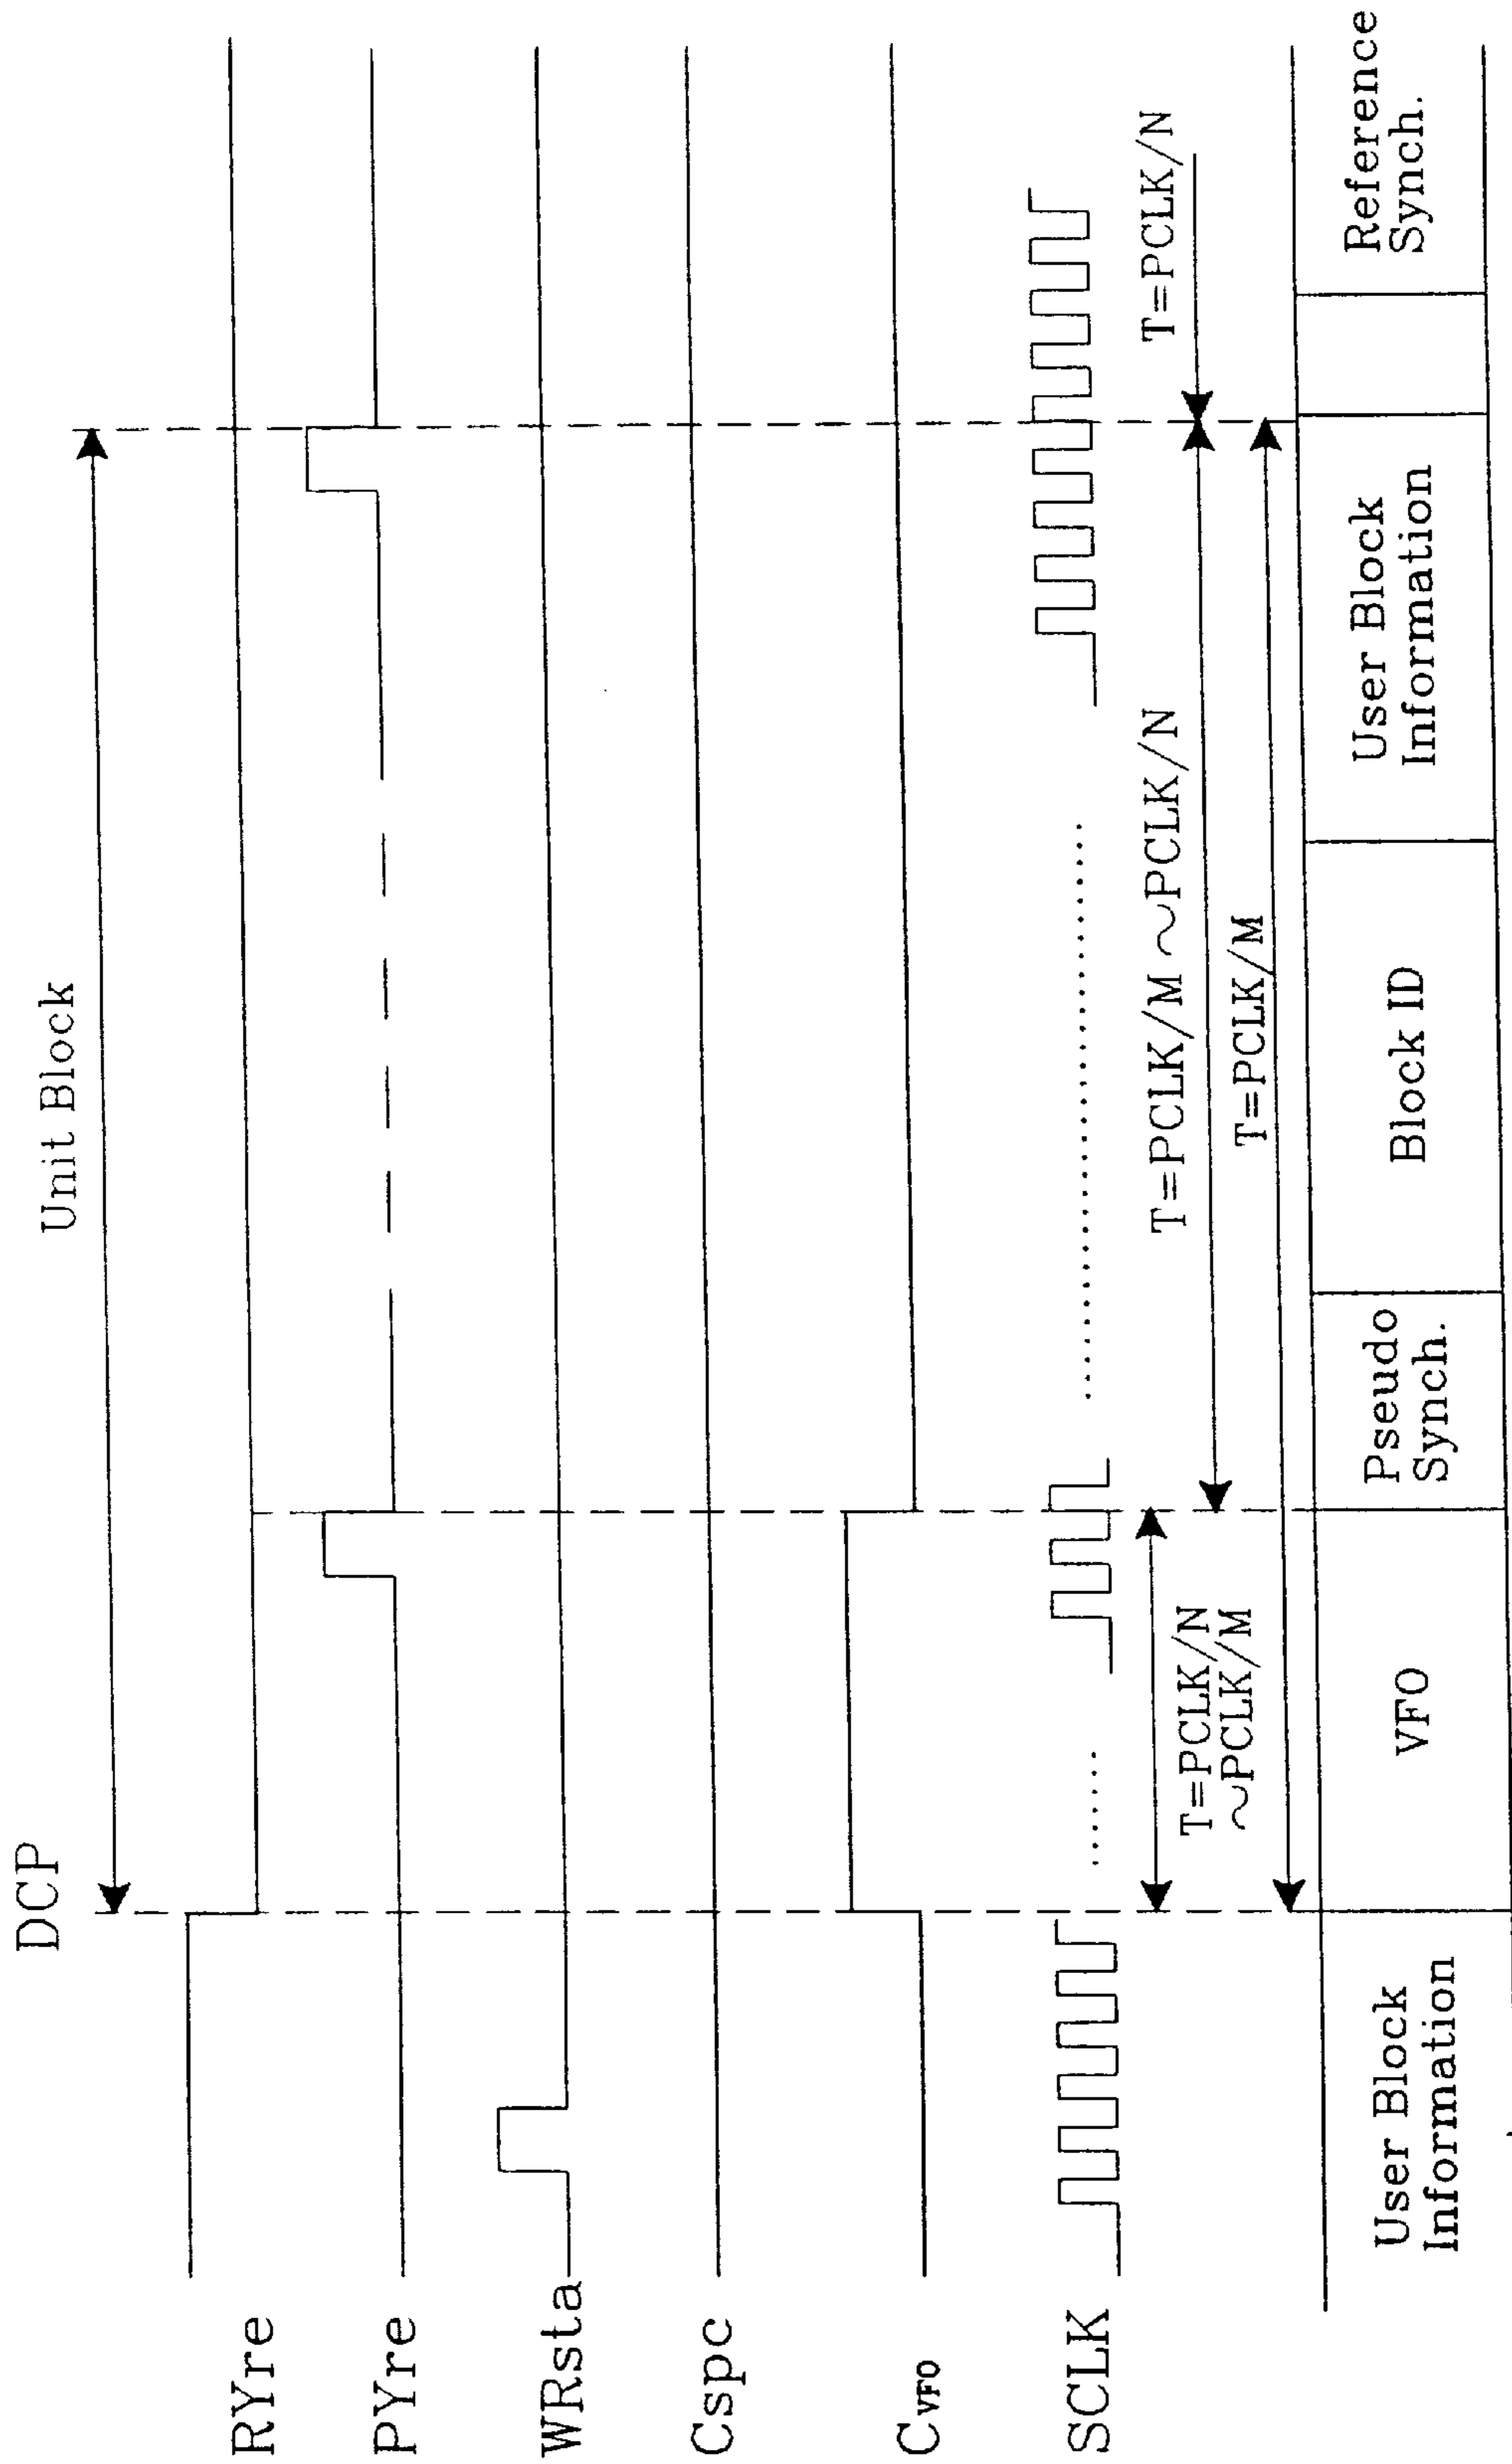 DCP
Unit Block
RYre
PYre
WRsta
Cspc
CVFO
SCLK
T=PCLK/N
~PCLK/M
T=PCLK/M~PCLK/N
T=PCLK/N
T=PCLK/M
User Block
Information
VFO
Pseudo
Synch.
Block ID
User Block
Information
Reference
Synch.